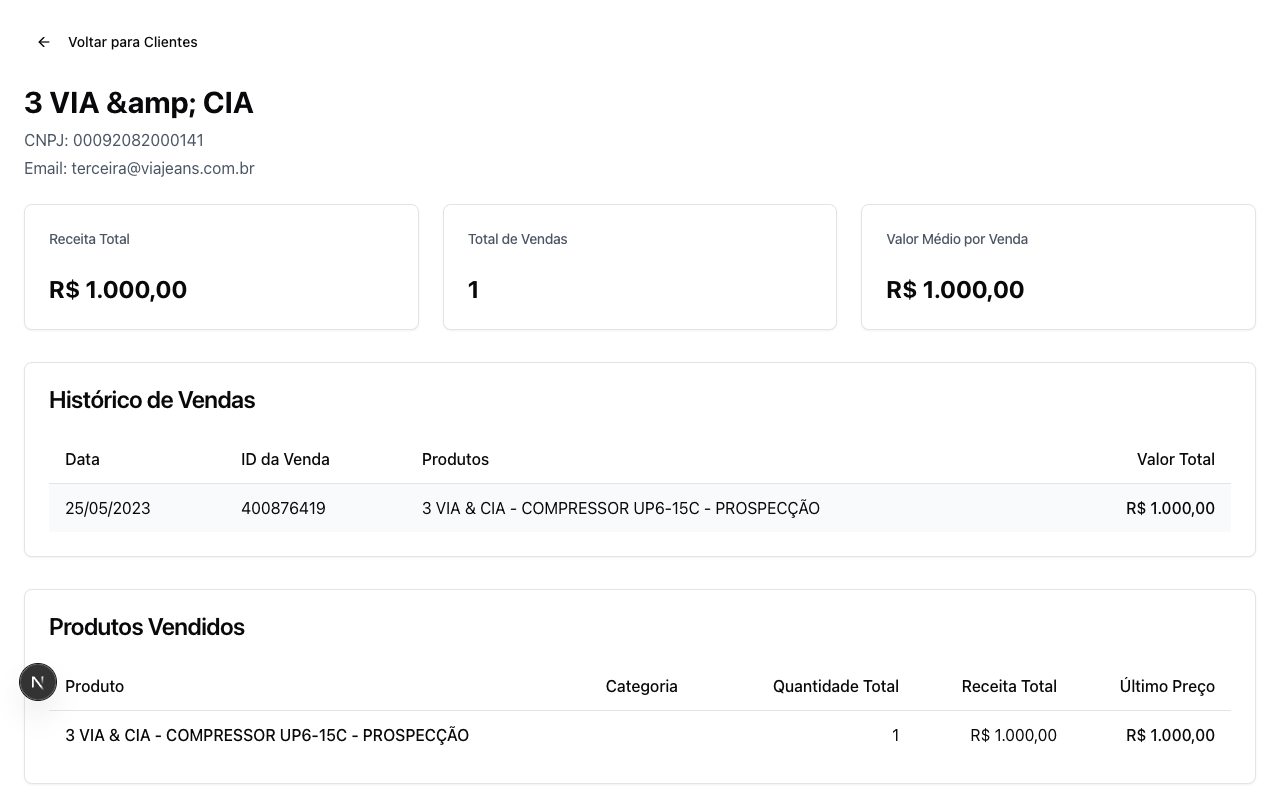 Voltar para Clientes
3 VIA &amp;amp; CIA
CNPJ: 00092082000141
Email: terceira@viajeans.com.br
Receita Total Total de Vendas Valor Médio por Venda
R$ 1.000,00 1 R$ 1.000,00
Histórico de Vendas
Data ID da Venda Produtos Valor Total
25/05/2023 400876419 3 VIA & CIA - COMPRESSOR UP6-15C - PROSPECÇÃO R$ 1.000,00
Produtos Vendidos
N Produto Categoria Quantidade Total Receita Total Último Preço
3 VIA & CIA - COMPRESSOR UP6-15C - PROSPECÇÃO 1 R$ 1.000,00 R$ 1.000,00